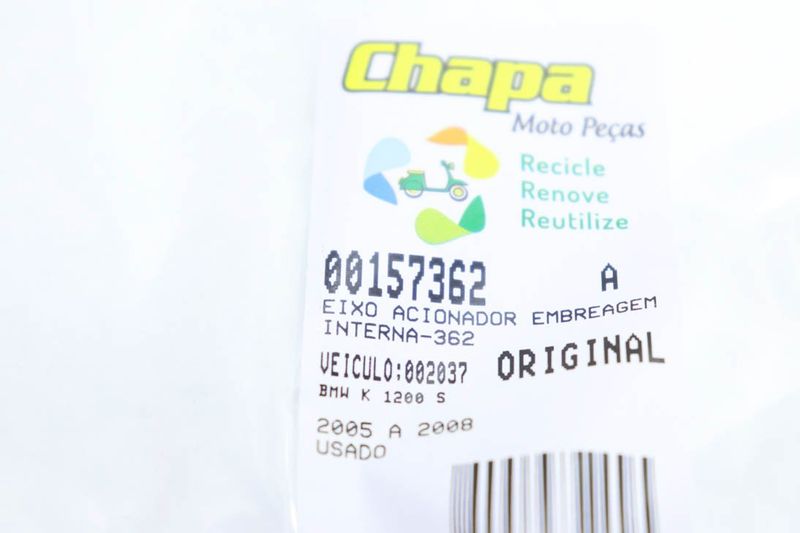 Chapa
Moto Peças
Recicle
Renove
Reutilize
00157362 A
EIXO ACIONADOR EMBREAGEM
INTERNA-362
VEICULO:002037 ORIGINAL
BMW K 1200 S
2005 A 2008
USADO